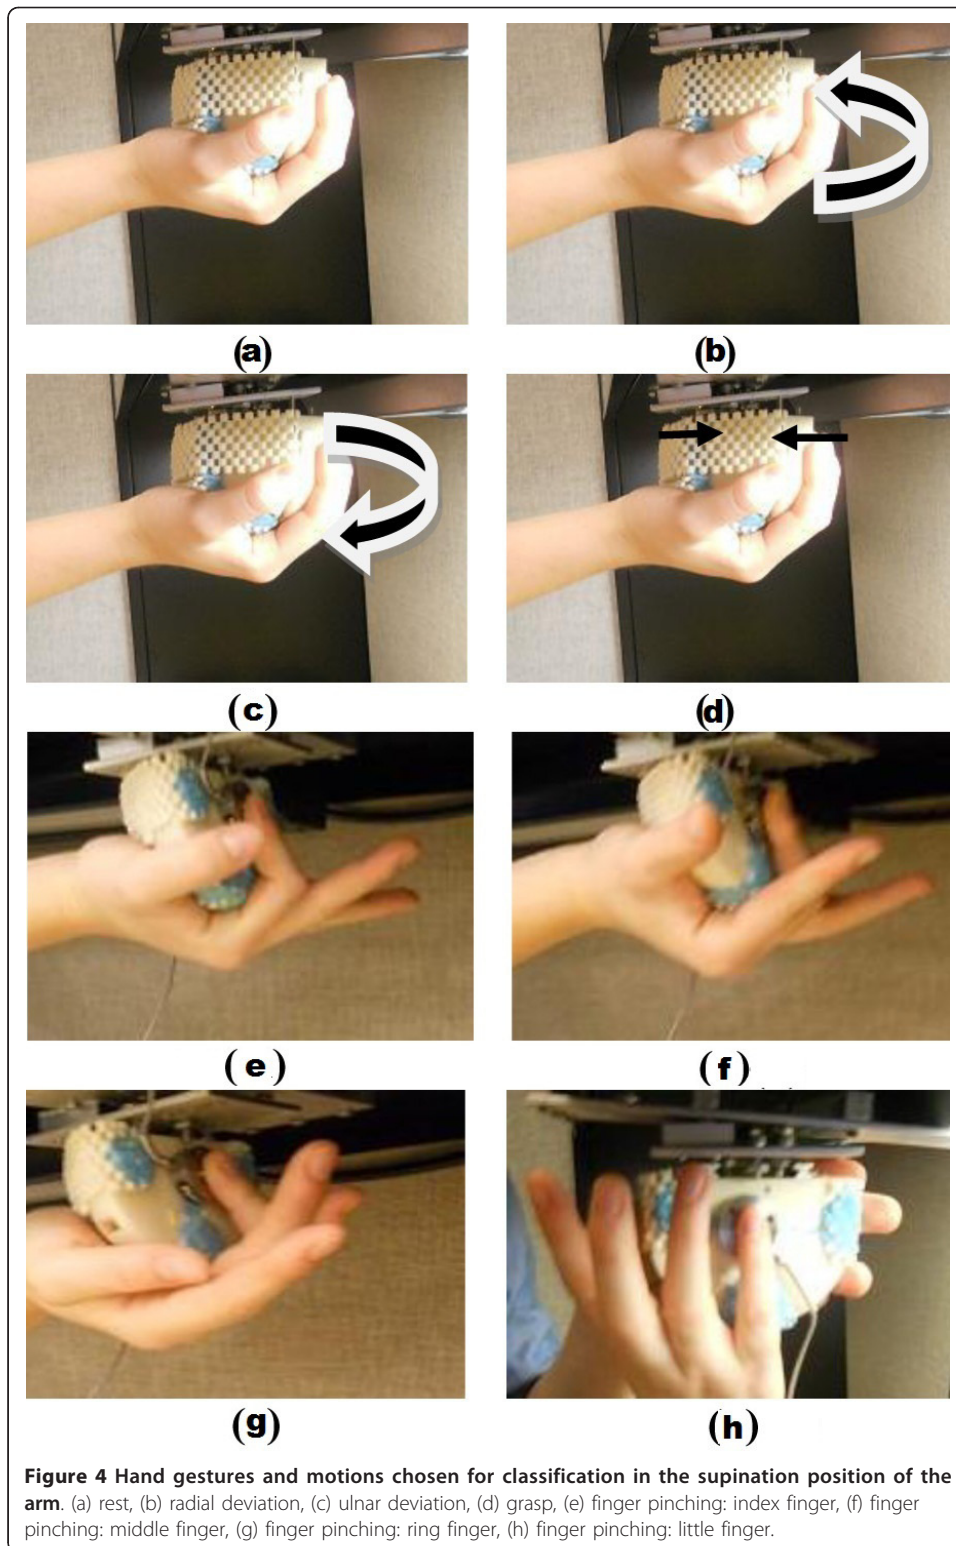 (a)
(b)
(c)
(d)
(e)
(f)
(g)
(h)
Figure 4 Hand gestures and motions chosen for classification in the supination position of the
arm. (a) rest, (b) radial deviation, (c) ulnar deviation, (d) grasp, (e) finger pinching: index finger, (f) finger
pinching: middle finger, (g) finger pinching: ring finger, (h) finger pinching: little finger.